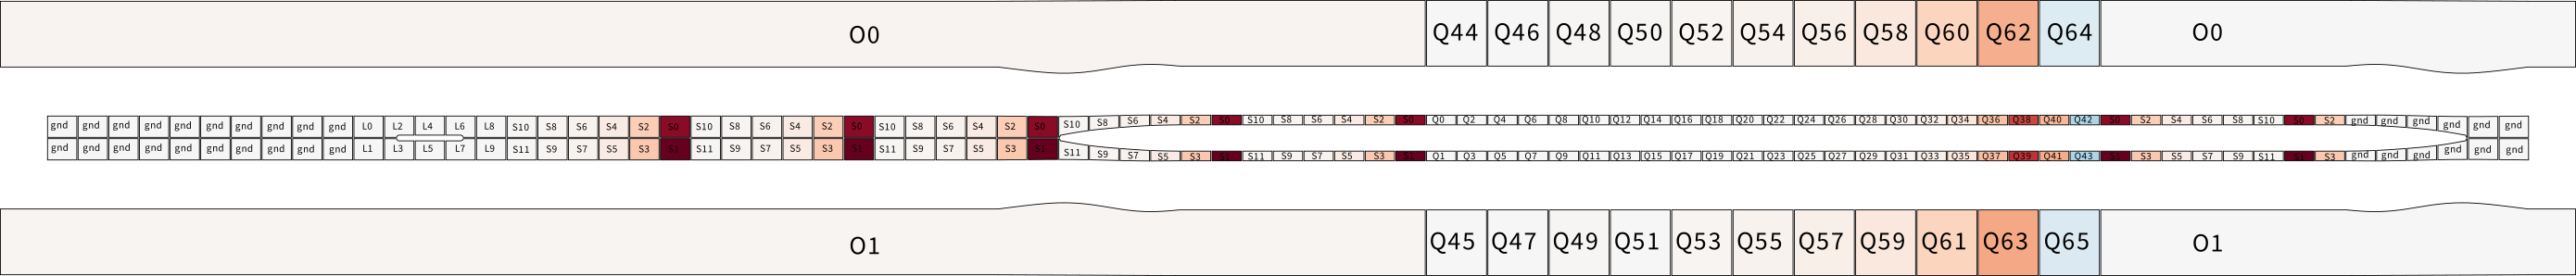 O0 Q44 Q46 Q48 Q50 Q52 Q54 Q56 Q58 Q60 Q62 Q64 O0
gnd gnd gnd gnd gnd gnd gnd gnd gnd gnd L0 L2 L4 L6 L8 S10 S8 S6 S4 S2 S0 S10 S8 S6 S4 S2 S0 S10 S8 S6 S4 S2 S0 S10 S8 S6 S4 S2 S0 S10 S8 S6 S4 S2 S0 Q0 Q2 Q4 Q6 Q8 Q10 Q12 Q14 Q16 Q18 Q20 Q22 Q24 Q26 Q28 Q30 Q32 Q34 Q36 Q38 Q40 Q42 S0 S2 S4 S6 S8 S10 S0 S2 gnd gnd gnd gnd gnd gnd
gnd gnd gnd gnd gnd gnd gnd gnd gnd gnd L1 L3 L5 L7 L9 S11 S9 S7 S5 S3 S1 S11 S9 S7 S5 S3 S1 S11 S9 S7 S5 S3 S1 S11 S9 S7 S5 S3 S1 S11 S9 S7 S5 S3 S1 Q1 Q3 Q5 Q7 Q9 Q11 Q13 Q15 Q17 Q19 Q21 Q23 Q25 Q27 Q29 Q31 Q33 Q35 Q37 Q39 Q41 Q43 S1 S3 S5 S7 S9 S11 S1 S3 gnd gnd gnd gnd gnd gnd
O1 Q45 Q47 Q49 Q51 Q53 Q55 Q57 Q59 Q61 Q63 Q65 O1